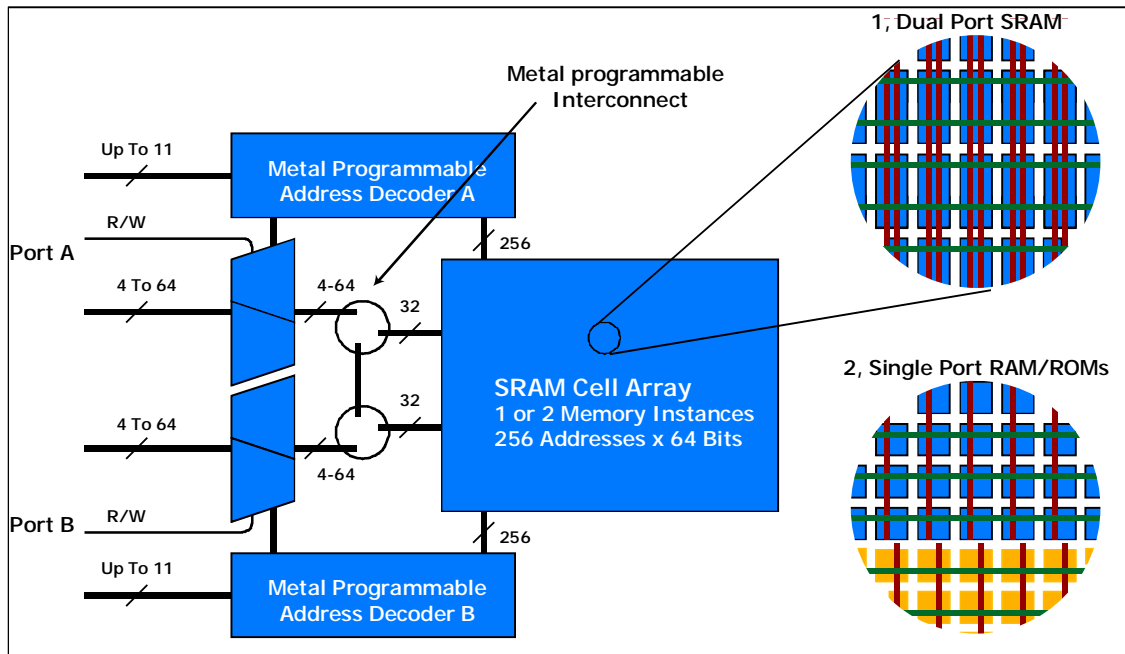 1, Dual Port SRAM
Metal programmable
Interconnect
Up To 11
Metal Programmable
Address Decoder A
R/W
256
Port A
4 To 64
4-64
32
2, Single Port RAM/ROMs
SRAM Cell Array
1 or 2 Memory Instances
256 Addresses x 64 Bits
32
4 To 64
4-64
R/W
Port B
256
Up To 11
Metal Programmable
Address Decoder B